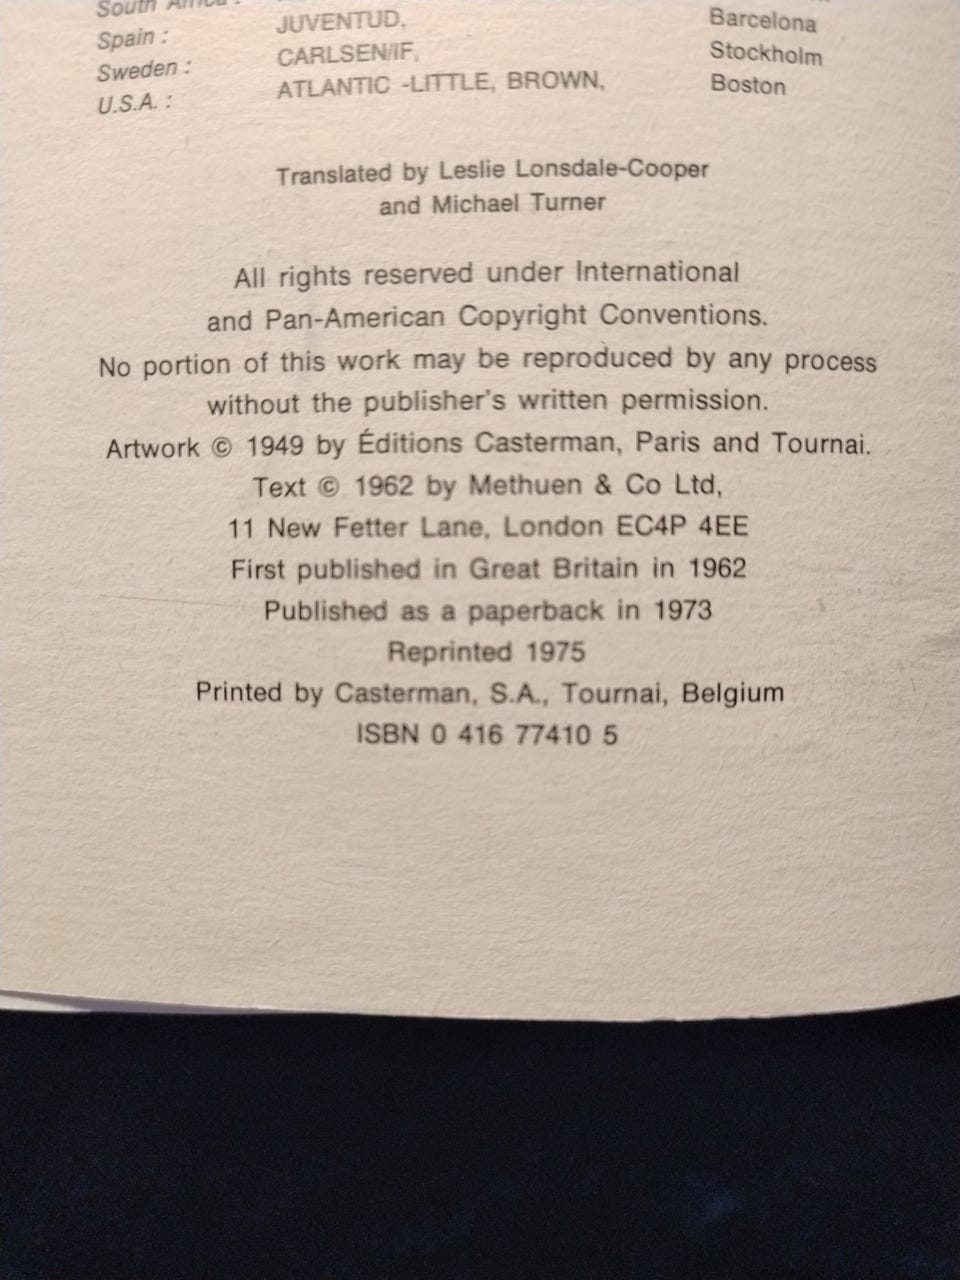 South Africa :
Spain : JUVENTUD, Barcelona
Sweden : CARLSEN/IF, Stockholm
U.S.A. : ATLANTIC -LITTLE, BROWN, Boston
Translated by Leslie Lonsdale-Cooper
and Michael Turner
All rights reserved under International
and Pan-American Copyright Conventions.
No portion of this work may be reproduced by any process
without the publisher's written permission.
Artwork © 1949 by Éditions Casterman, Paris and Tournai.
Text © 1962 by Methuen & Co Ltd,
11 New Fetter Lane, London EC4P 4EE
First published in Great Britain in 1962
Published as a paperback in 1973
Reprinted 1975
Printed by Casterman, S.A., Tournai, Belgium
ISBN 0 416 77410 5